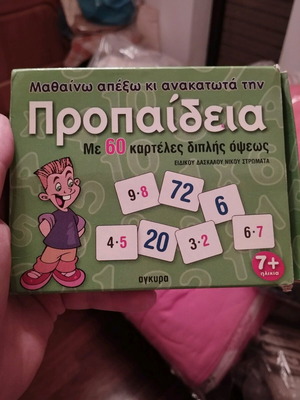 Μαθαίνω απέξω κι ανακατωτά την
Προπαίδεια
Με 60 καρτέλες διπλής όψεως
ΕΙΔΙΚΟΥ ΔΑΣΚΑΛΟΥ ΝΙΚΟΥ ΣΤΡΩΜΑΤΑ
9·8
72
6
4·5
20
3·2
6·7
άγκυρα
7+
ηλικία